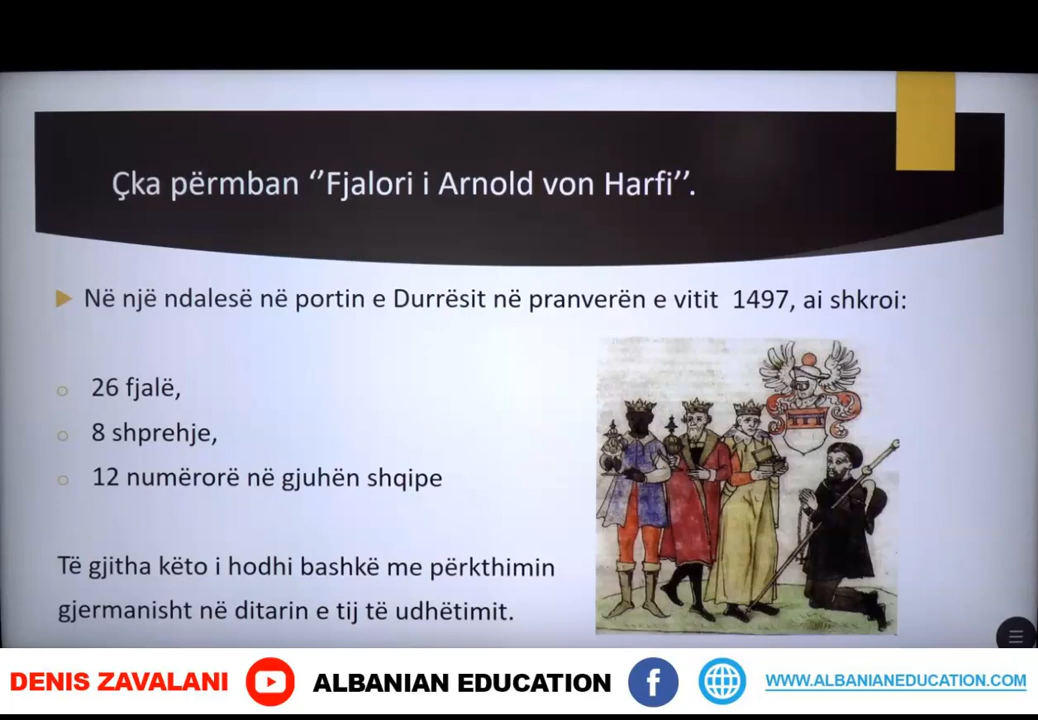 Çka përmban ‘’Fjalori i Arnold von Harfi’’.
Në një ndalesë në portin e Durrësit në pranverën e vitit 1497, ai shkroi:
26 fjalë,
8 shprehje,
12 numërorë në gjuhën shqipe
Të gjitha këto i hodhi bashkë me përkthimin
gjermanisht në ditarin e tij të udhëtimit.
DENIS ZAVALANI ALBANIAN EDUCATION f WWW.ALBANIANEDUCATION.COM